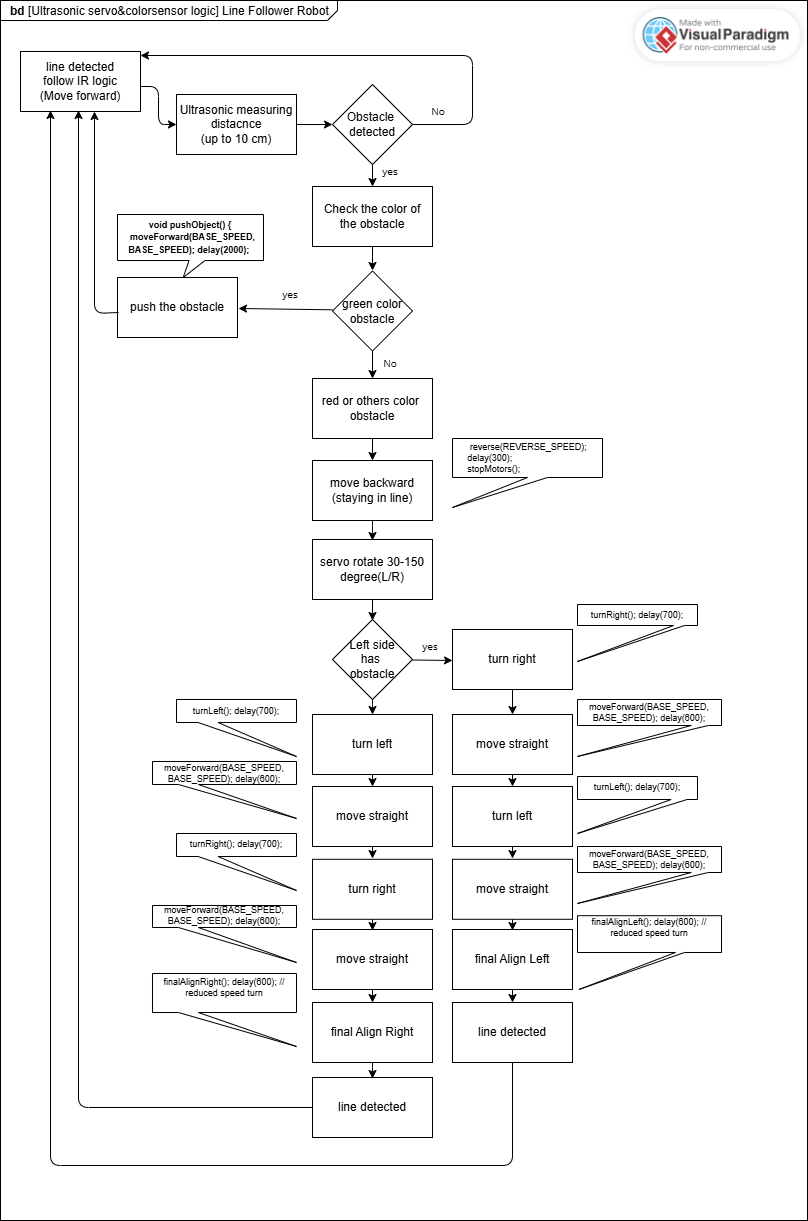 bd [Ultrasonic servo&colorsensor logic] Line Follower Robot
Made with
VisualParadigm
For non-commercial use
line detected
follow IR logic
(Move forward)
Ultrasonic measuring
distacnce
(up to 10 cm)
Obstacle
detected
No
yes
Check the color of
the obstacle
void pushObject() {
moveForward(BASE_SPEED,
BASE_SPEED); delay(2000);
push the obstacle
yes
green color
obstacle
No
red or others color
obstacle
move backward
(staying in line)
reverse(REVERSE_SPEED);
delay(300);
stopMotors();
servo rotate 30-150
degree(L/R)
Left side
has
obstacle
yes
turn right
turnRight(); delay(700);
turnLeft(); delay(700);
turn left
move straight
moveForward(BASE_SPEED,
BASE_SPEED); delay(600);
moveForward(BASE_SPEED,
BASE_SPEED); delay(600);
move straight
turn left
turnLeft(); delay(700);
turnRight(); delay(700);
turn right
move straight
moveForward(BASE_SPEED,
BASE_SPEED); delay(600);
moveForward(BASE_SPEED,
BASE_SPEED); delay(600);
move straight
final Align Left
finalAlignLeft(); delay(600); //
reduced speed turn
finalAlignRight(); delay(600); //
reduced speed turn
final Align Right
line detected
line detected